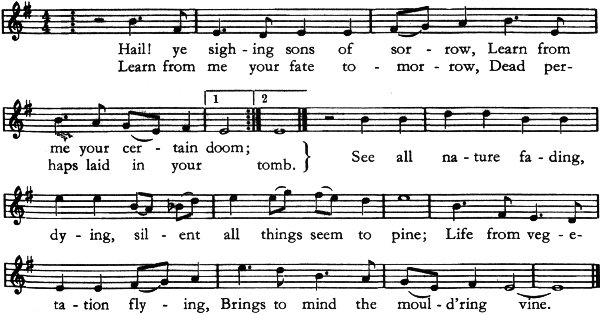 Hail! ye sigh - ing sons of sor - row, Learn from
Learn from me your fate to - mor - row, Dead per-
1 2
me your cer - tain doom;
haps laid in your tomb. } See all na - ture fa - ding,
dy - ing, sil - ent all things seem to pine; Life from veg - e-
ta - tion fly - ing, Brings to mind the moul - d'ring vine.